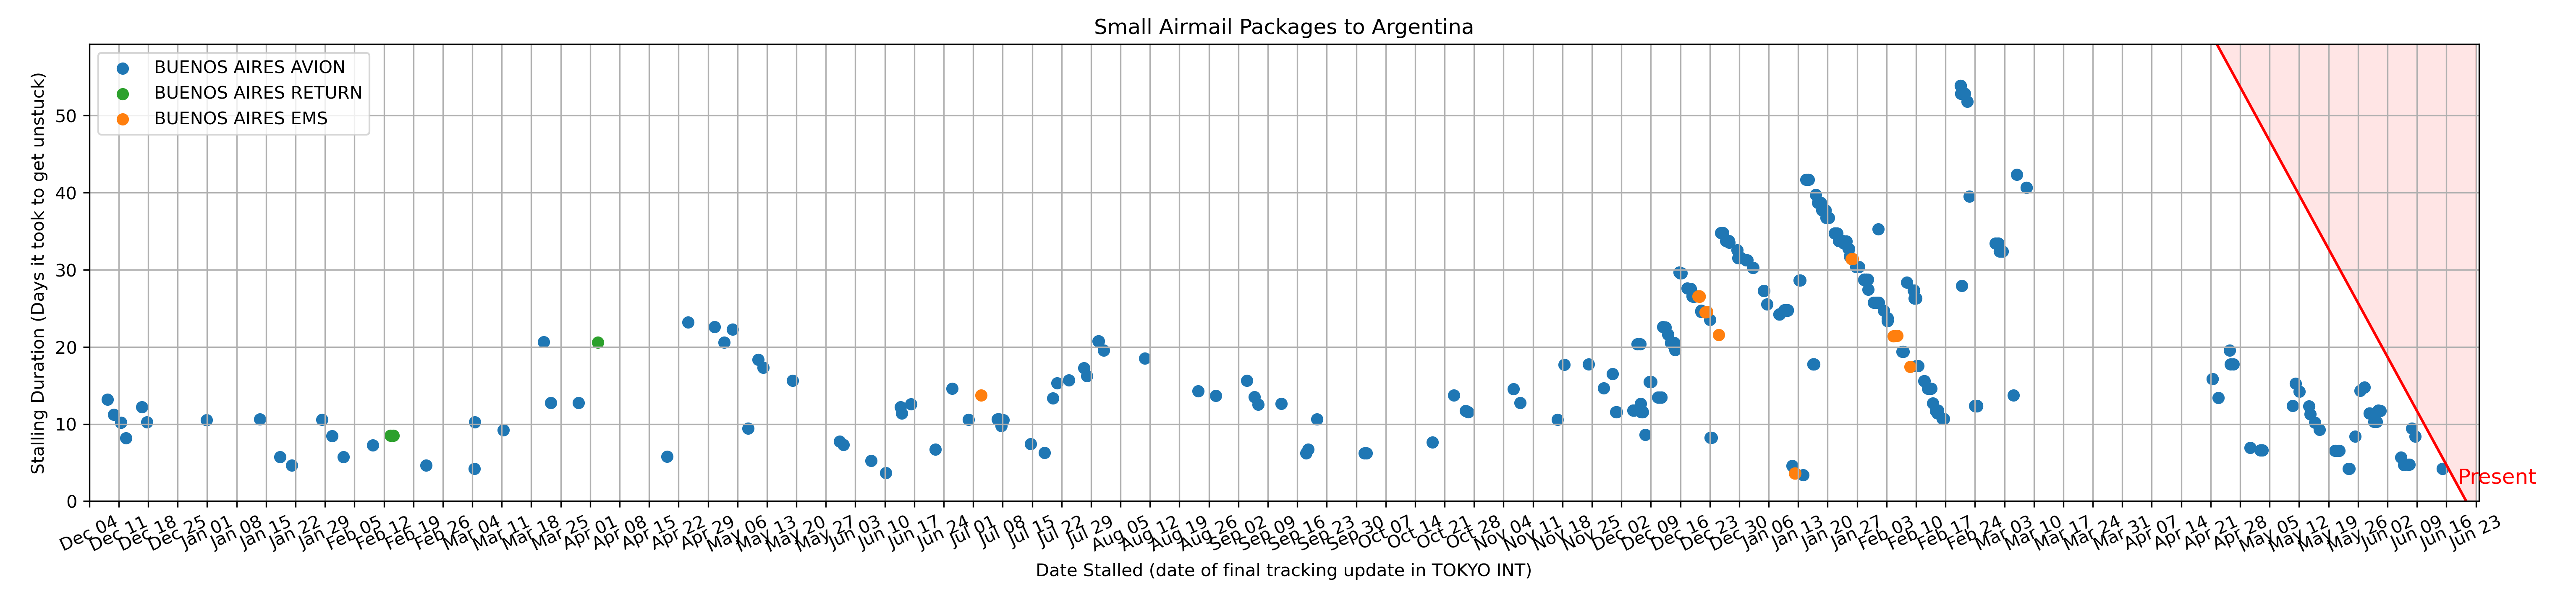 Small Airmail Packages to Argentina
BUENOS AIRES AVION
BUENOS AIRES RETURN
BUENOS AIRES EMS
Stalling Duration (Days it took to get unstuck)
50
40
30
20
10
0
Present
Dec 04
Dec 11
Dec 18
Dec 25
Jan 01
Jan 08
Jan 15
Jan 22
Jan 29
Feb 05
Feb 12
Feb 19
Feb 26
Mar 04
Mar 11
Mar 18
Mar 25
Apr 01
Apr 08
Apr 15
Apr 22
Apr 29
May 06
May 13
May 20
May 27
Jun 03
Jun 10
Jun 17
Jun 24
Jul 01
Jul 08
Jul 15
Jul 22
Jul 29
Aug 05
Aug 12
Aug 19
Aug 26
Sep 02
Sep 09
Sep 16
Sep 23
Sep 30
Oct 07
Oct 14
Oct 21
Oct 28
Nov 04
Nov 11
Nov 18
Nov 25
Dec 02
Dec 09
Dec 16
Dec 23
Dec 30
Jan 06
Jan 13
Jan 20
Jan 27
Feb 03
Feb 10
Feb 17
Feb 24
Mar 03
Mar 10
Mar 17
Mar 24
Mar 31
Apr 07
Apr 14
Apr 21
Apr 28
May 05
May 12
May 19
May 26
Jun 02
Jun 09
Jun 16
Jun 23
Date Stalled (date of final tracking update in TOKYO INT)